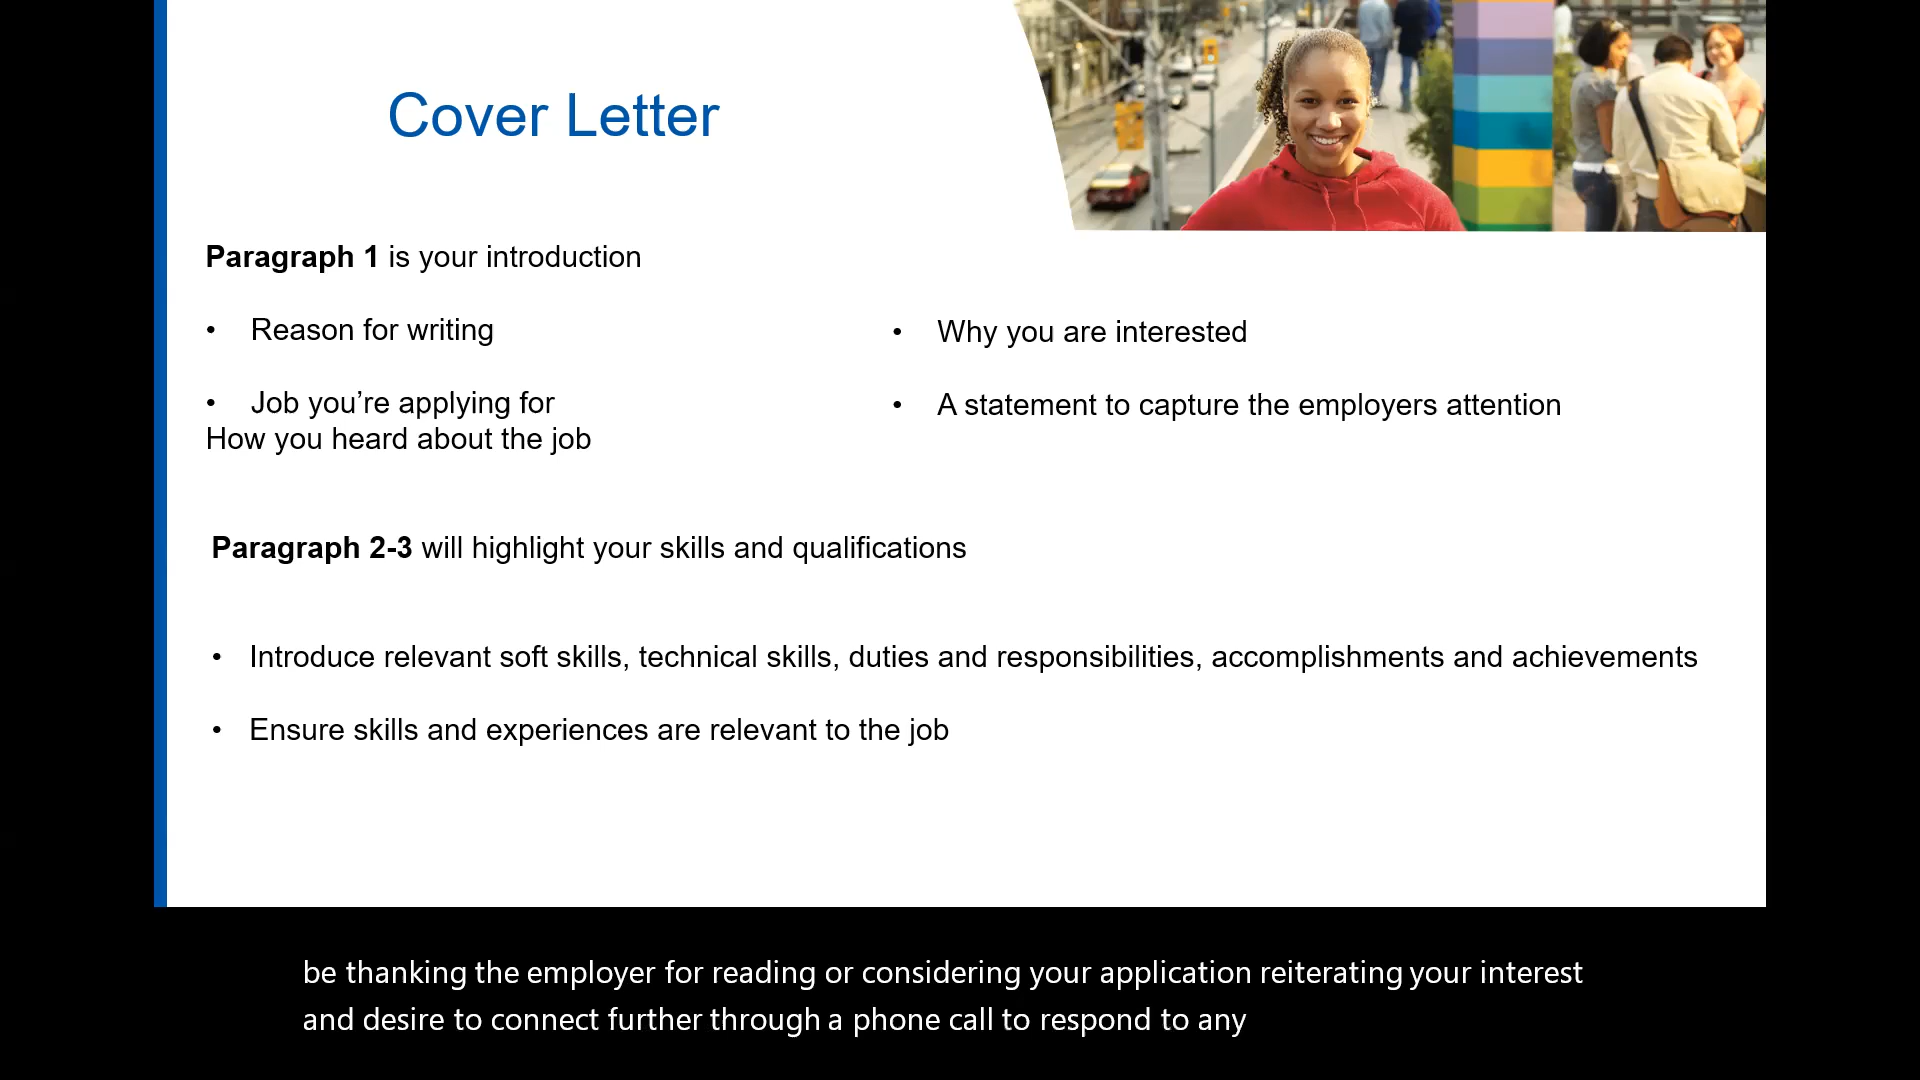 Cover Letter
Paragraph 1 is your introduction
• Reason for writing
• Job you’re applying for
How you heard about the job
• Why you are interested
• A statement to capture the employers attention
Paragraph 2-3 will highlight your skills and qualifications
• Introduce relevant soft skills, technical skills, duties and responsibilities, accomplishments and achievements
• Ensure skills and experiences are relevant to the job
be thanking the employer for reading or considering your application reiterating your interest
and desire to connect further through a phone call to respond to any